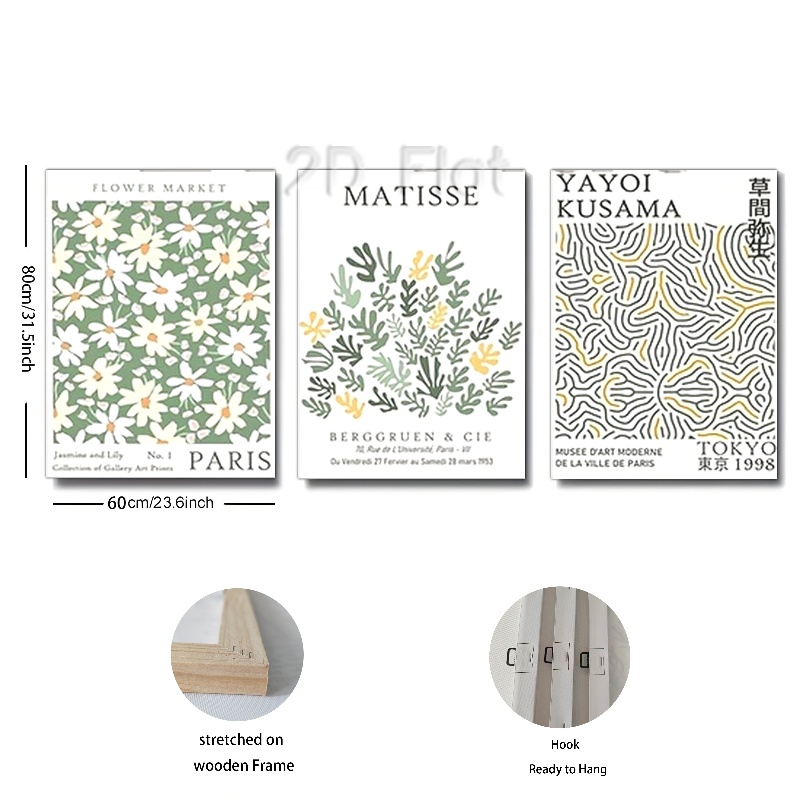 2D Flat
FLOWER MARKET
Jasmine and Lily No. 1
Collection of Gallery Art Prints
PARIS
MATISSE
BERGGRUEN & CIE
70, Rue de L'Université, Paris - VII
Du Vendredi 27 Fervier au Samedi 28 mars 1953
YAYOI
KUSAMA
草間弥生
MUSEE D'ART MODERNE
DE LA VILLE DE PARIS
TOKYO
東京 1998
80cm/31.5inch
60cm/23.6inch
stretched on
wooden Frame
Hook
Ready to Hang